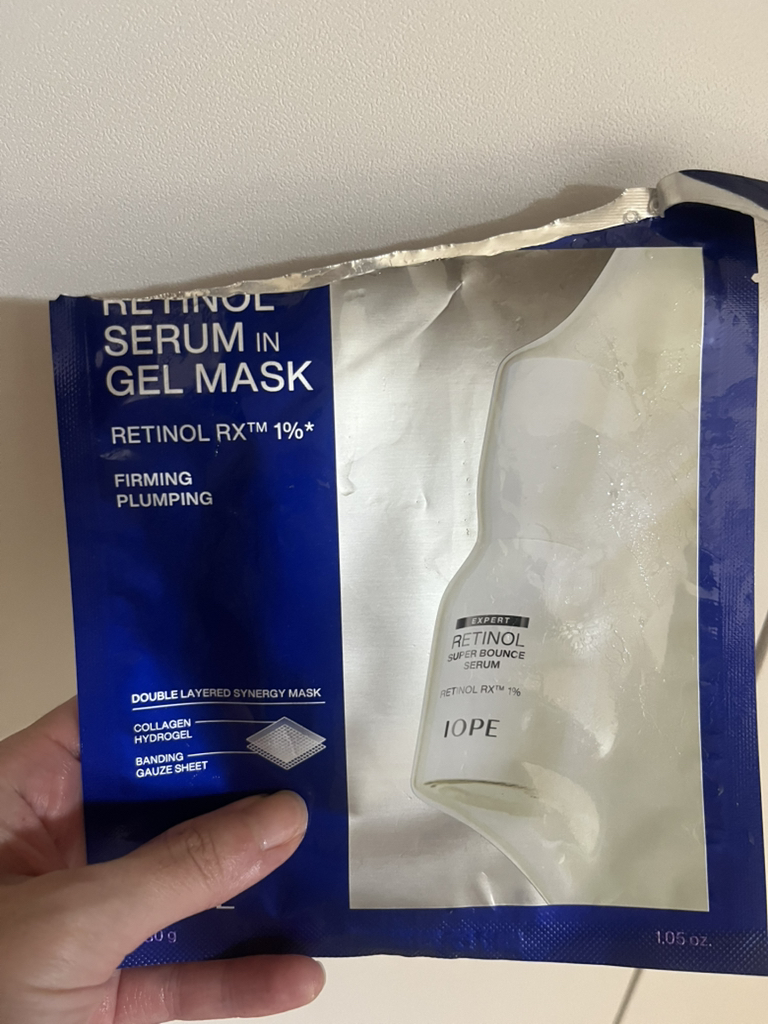 RETINOL
SERUM IN
GEL MASK
RETINOL RX™ 1%*
FIRMING
PLUMPING
DOUBLE LAYERED SYNERGY MASK
COLLAGEN
HYDROGEL
BANDING
GAUZE SHEET
EXPERT
RETINOL
SUPER BOUNCE
SERUM
RETINOL RX™ 1%
IOPE
g
1.05 oz.